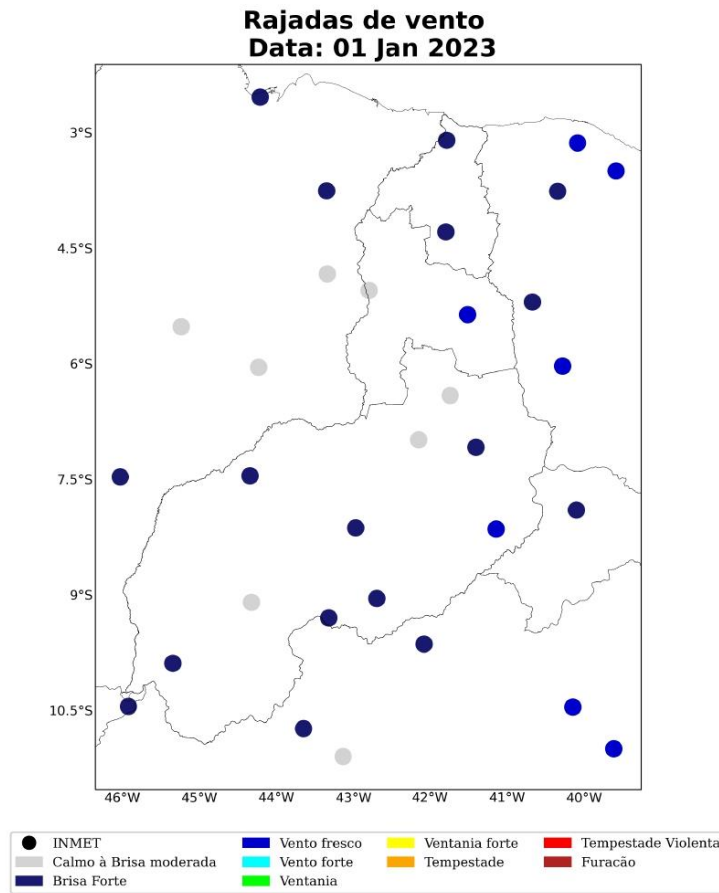 Rajadas de vento
Data: 01 Jan 2023
3°S
4.5°S
6°S
7.5°S
9°S
10.5°S
46°W 45°W 44°W 43°W 42°W 41°W 40°W
INMET Vento fresco Ventania forte Tempestade Violenta
Calmo à Brisa moderada Vento forte Tempestade Furacão
Brisa Forte Ventania